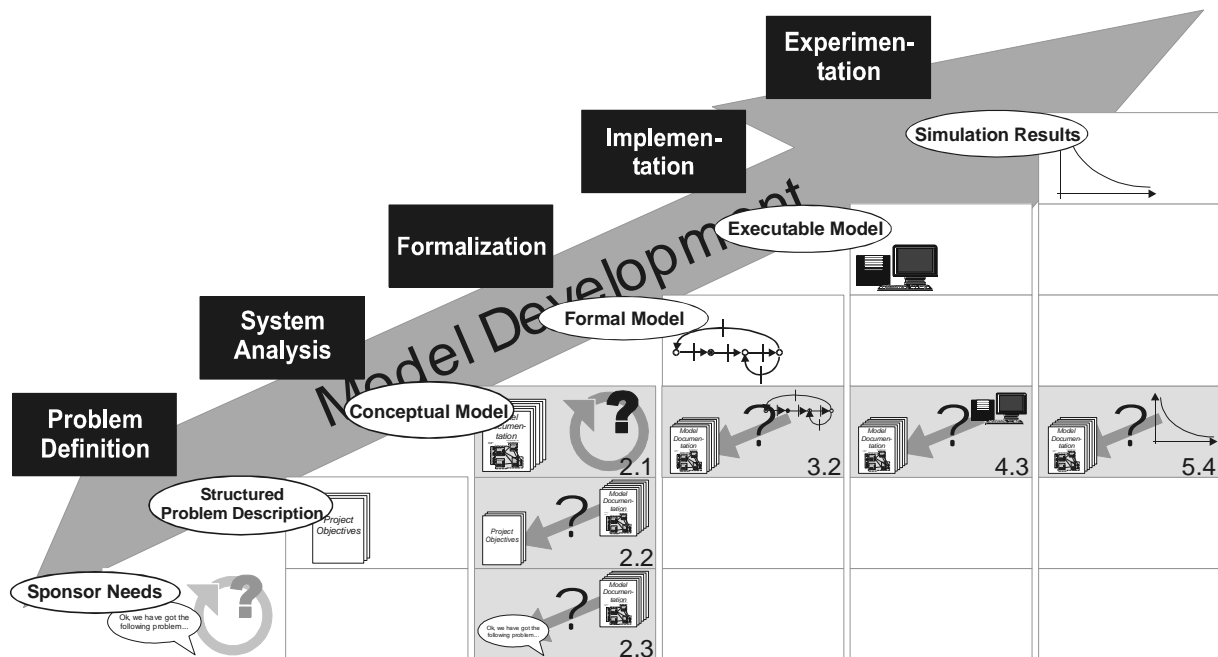 Experimen-
tation
Implemen-
tation
Simulation Results
Formalization
Executable Model
System
Analysis
Model Development
Formal Model
Problem
Definition
Conceptual Model
Model
Documen-
tation
?
2.1
Model
Documen-
tation
?
3.2
Model
Documen-
tation
?
4.3
Model
Documen-
tation
?
5.4
Structured
Problem Description
Project
Objectives
Project
Objectives
?
Model
Documen-
tation
2.2
Sponsor Needs
Ok, we have got the
following problem...
?
Ok, we have got the
following problem...
?
Model
Documen-
tation
2.3